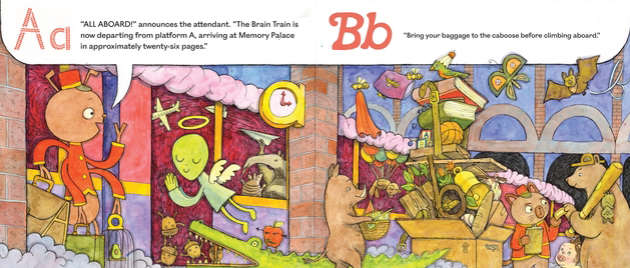 Aa
"ALL ABOARD!" announces the attendant. "The Brain Train is
now departing from platform A, arriving at Memory Palace
in approximately twenty-six pages."
Bb
"Bring your baggage to the caboose before climbing aboard."